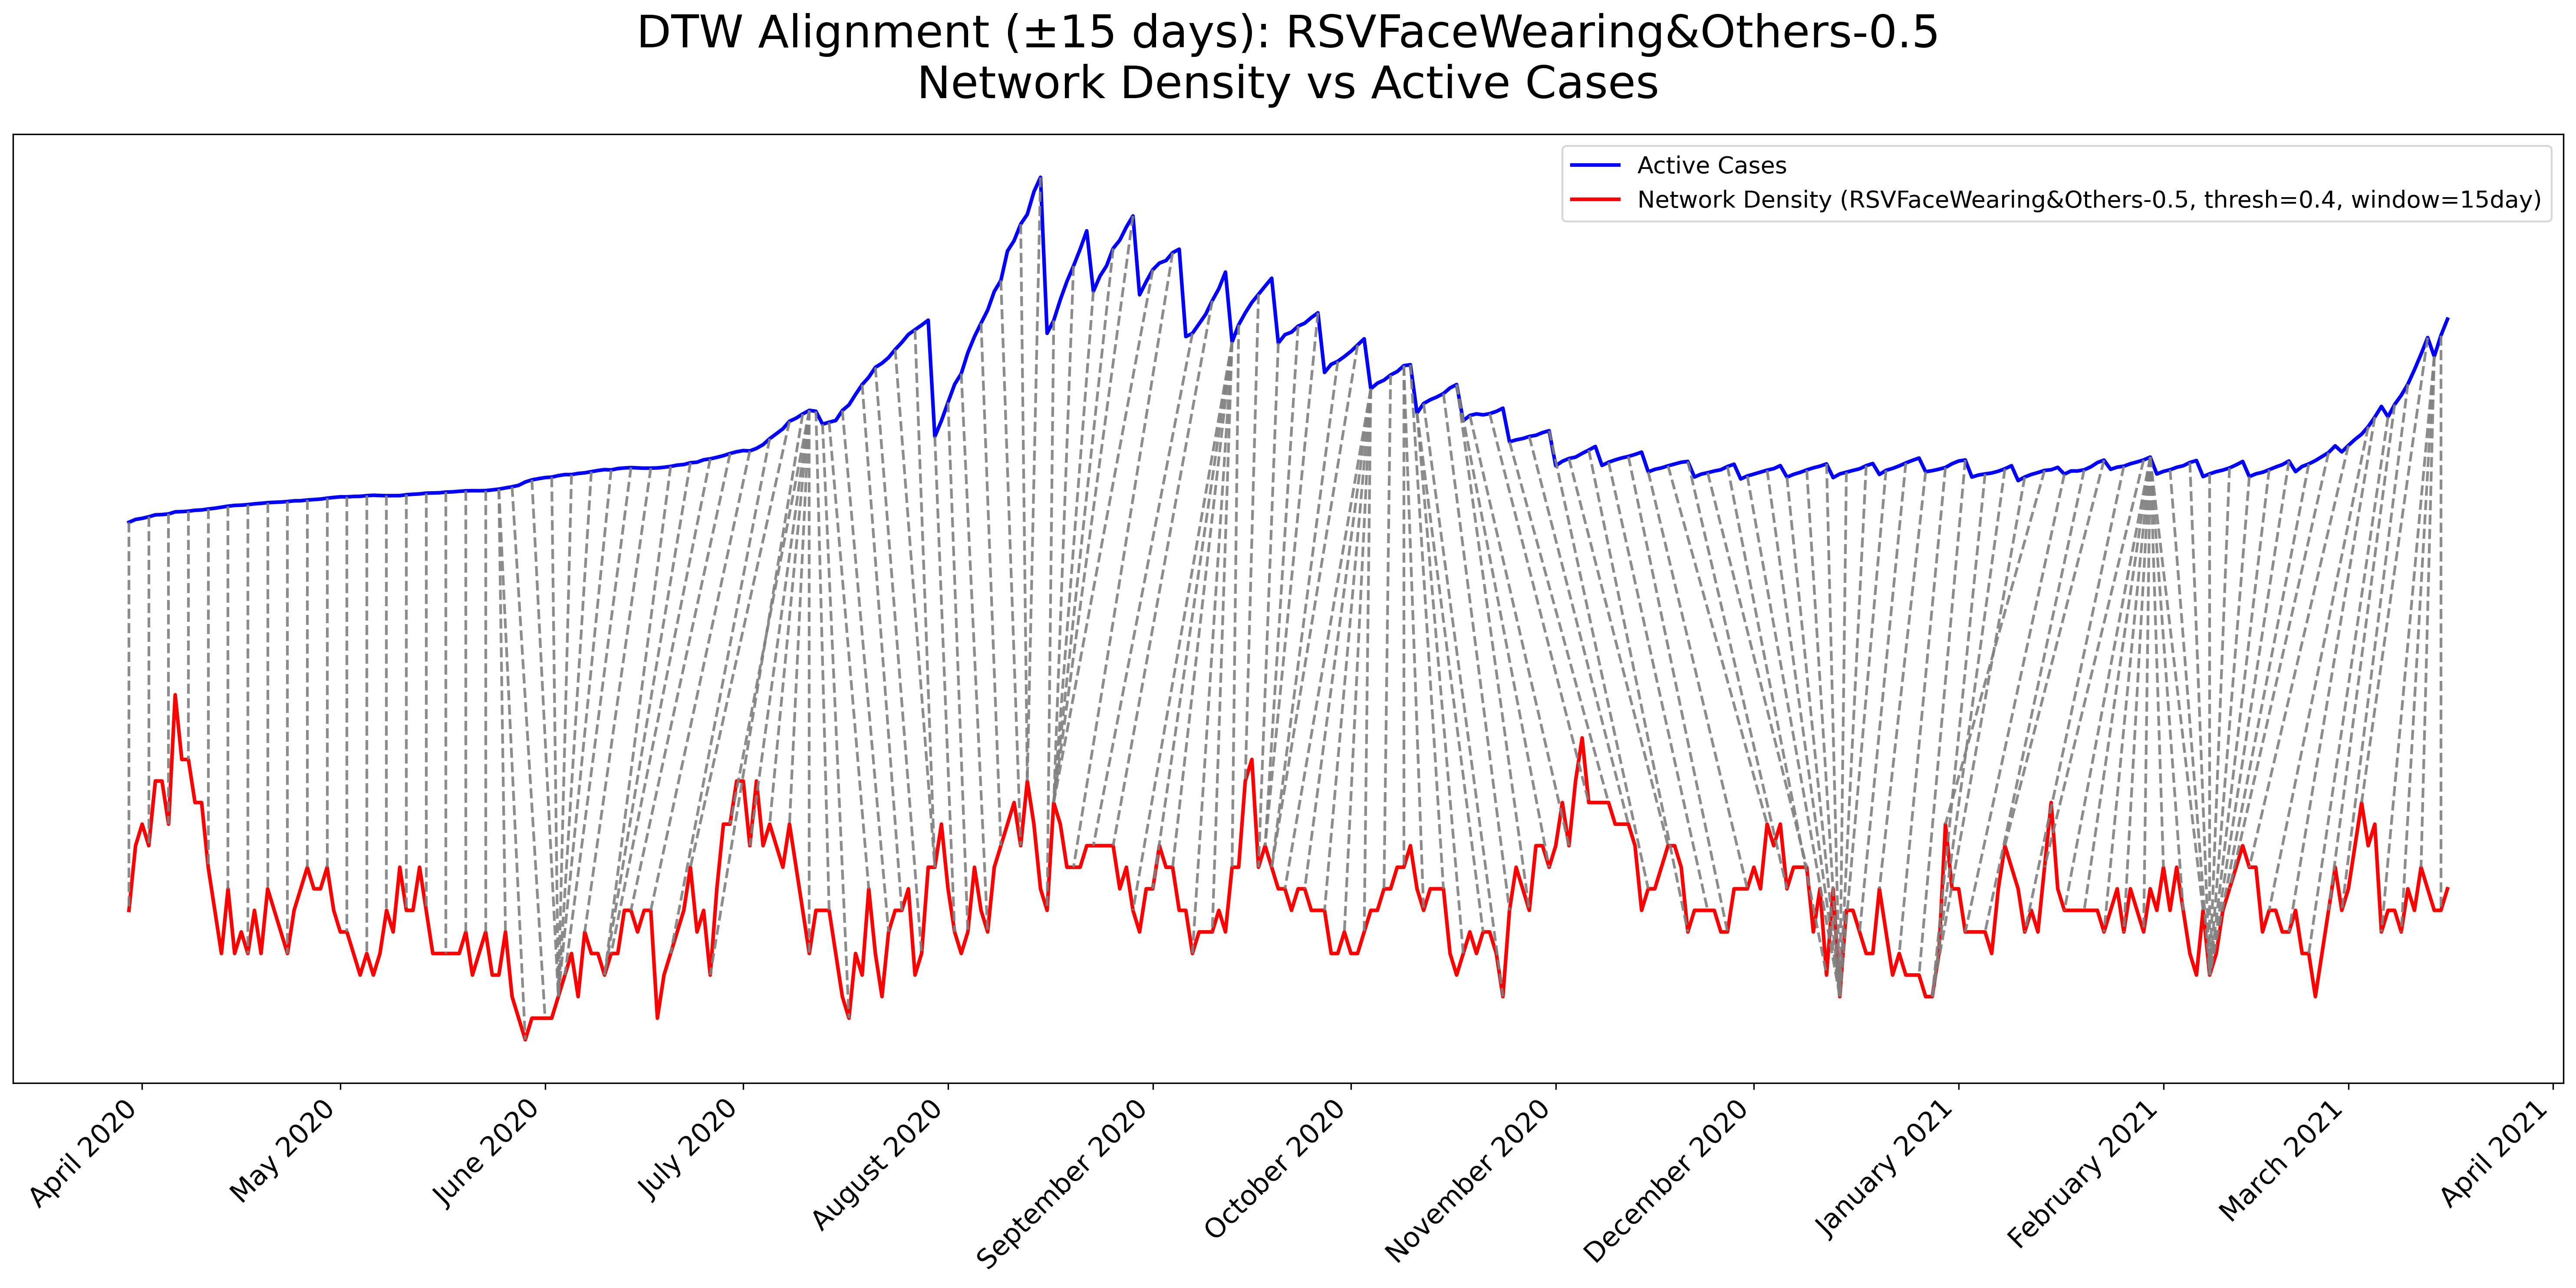 DTW Alignment (±15 days): RSVFaceWearing&Others-0.5
Network Density vs Active Cases
Active Cases
Network Density (RSVFaceWearing&Others-0.5, thresh=0.4, window=15day)
April 2020
May 2020
June 2020
July 2020
August 2020
September 2020
October 2020
November 2020
December 2020
January 2021
February 2021
March 2021
April 2021